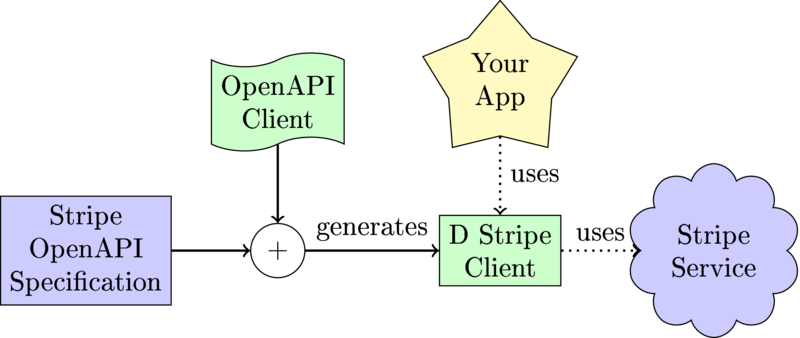 OpenAPI
Client
Your
App
uses
Stripe
OpenAPI
Specification
+
generates
D Stripe
Client
uses
Stripe
Service